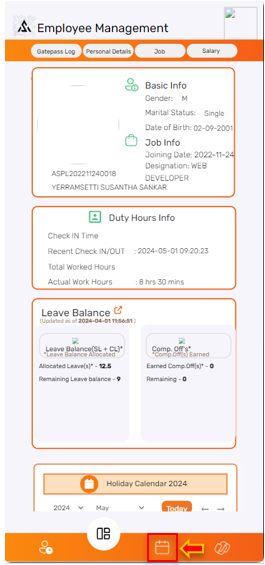 Employee Management
Gatepass Log Personal Details Job Salary
Basic Info
Gender: M
Marital Status: Single
Date of Birth: 02-09-2001
Job Info
Joining Date: 2022-11-24
Designation: WEB
DEVELOPER
ASPL202211240018
YERRAMSETTI SUSANTHA SANKAR
Duty Hours Info
Check IN Time
Recent Check IN/OUT : 2024-05-01 09:20:23
Total Worked Hours
Actual Work Hours : 8 hrs 30 mins
Leave Balance
(Updated as of 2024-04-01 11:56:51 )
Leave Balance(SL + CL)*
*Leave Balance Allocated
Allocated Leave(s)* - 12.5
Remaining Leave balance - 9
Comp. Off's*
*Comp.Off(s) Earned
Earned Comp.Off(s)* - 0
Remaining - 0
Holiday Calendar 2024
2024 May Today ← →